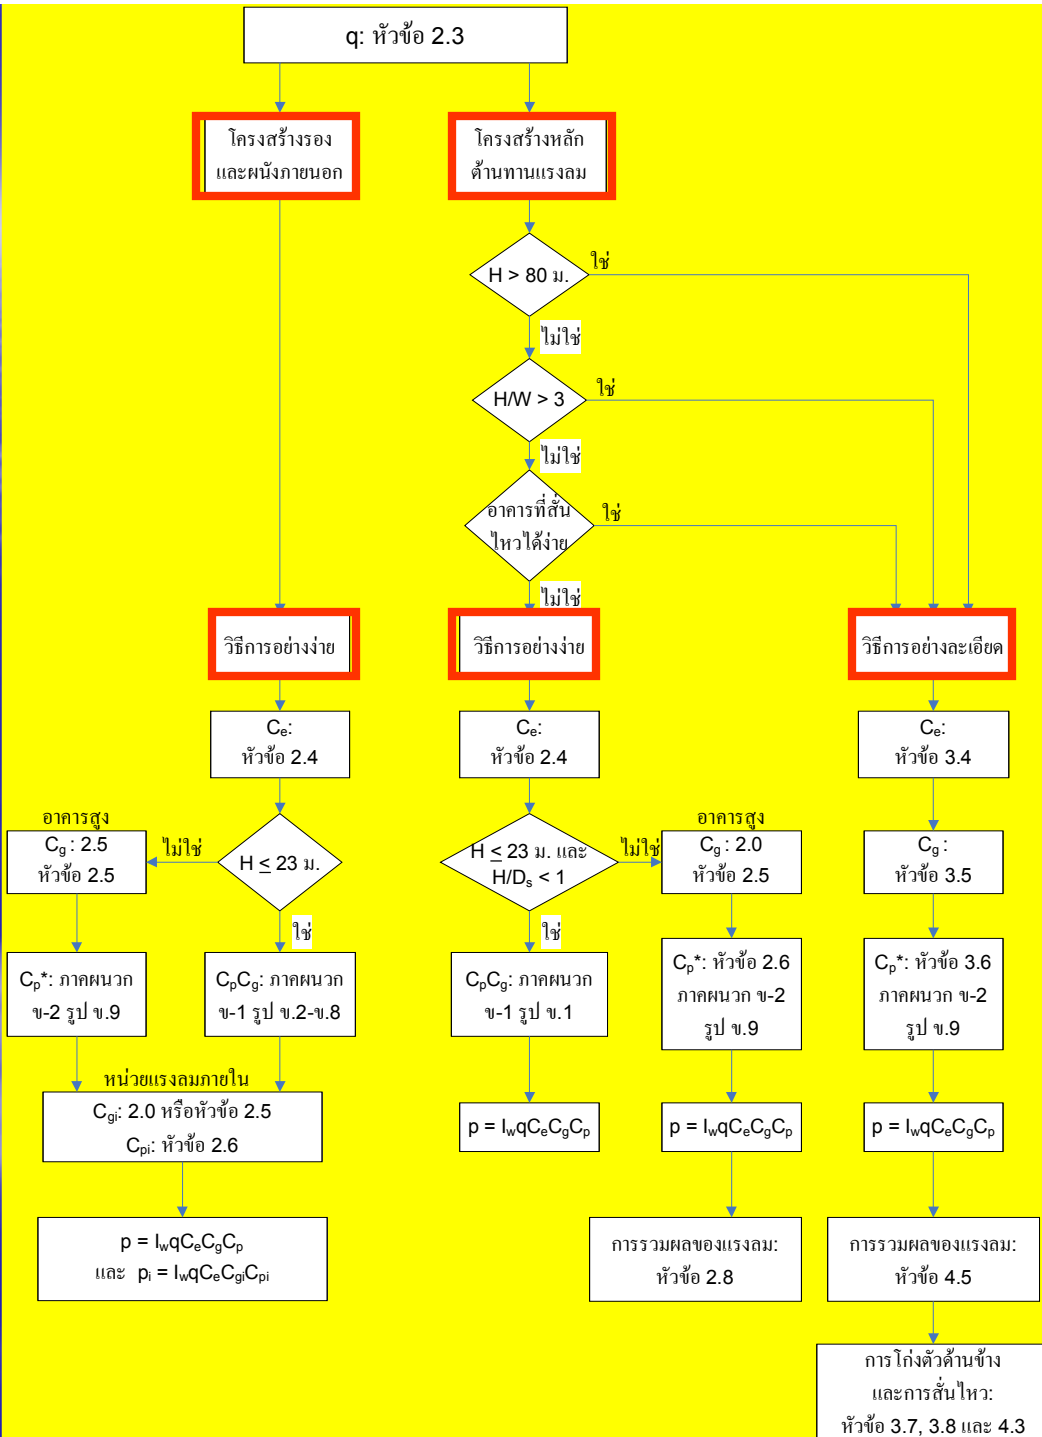 q: หัวข้อ 2.3
โครงสร้างรอง
และผนังภายนอก
โครงสร้างหลัก
ต้านทานแรงลม
H > 80 ม.
ใช่
ไม่ใช่
H/W > 3
ใช่
ไม่ใช่
อาคารที่สั่น
ไหวได้ง่าย
ใช่
ไม่ใช่
วิธีการอย่างง่าย
วิธีการอย่างง่าย
วิธีการอย่างละเอียด
Ce:
หัวข้อ 2.4
Ce:
หัวข้อ 2.4
Ce:
หัวข้อ 3.4
อาคารสูง
Cg : 2.5
หัวข้อ 2.5
ไม่ใช่
H ≤ 23 ม.
ใช่
H ≤ 23 ม. และ
H/Ds < 1
ไม่ใช่
ใช่
อาคารสูง
Cg : 2.0
หัวข้อ 2.5
Cg :
หัวข้อ 3.5
Cp*: ภาคผนวก
ข-2 รูป ข.9
CpCg: ภาคผนวก
ข-1 รูป ข.2-ข.8
CpCg: ภาคผนวก
ข-1 รูป ข.1
Cp*: หัวข้อ 2.6
ภาคผนวก ข-2
รูป ข.9
Cp*: หัวข้อ 3.6
ภาคผนวก ข-2
รูป ข.9
หน่วยแรงลมภายใน
Cgi: 2.0 หรือหัวข้อ 2.5
Cpi: หัวข้อ 2.6
p = IwqCeCgCp
p = IwqCeCgCp
p = IwqCeCgCp
p = IwqCeCgCp
และ pi = IwqCeCgiCpi
การรวมผลของแรงลม:
หัวข้อ 2.8
การรวมผลของแรงลม:
หัวข้อ 4.5
การโก่งตัวด้านข้าง
และการสั่นไหว:
หัวข้อ 3.7, 3.8 และ 4.3